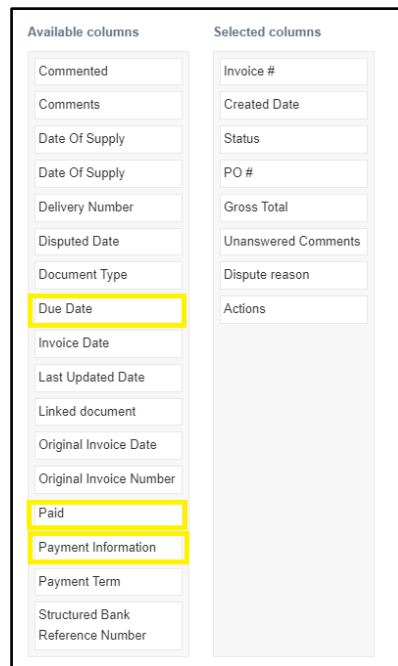 Available columns
Commented
Comments
Date Of Supply
Date Of Supply
Delivery Number
Disputed Date
Document Type
Due Date
Invoice Date
Last Updated Date
Linked document
Original Invoice Date
Original Invoice Number
Paid
Payment Information
Payment Term
Structured Bank
Reference Number
Selected columns
Invoice #
Created Date
Status
PO #
Gross Total
Unanswered Comments
Dispute reason
Actions